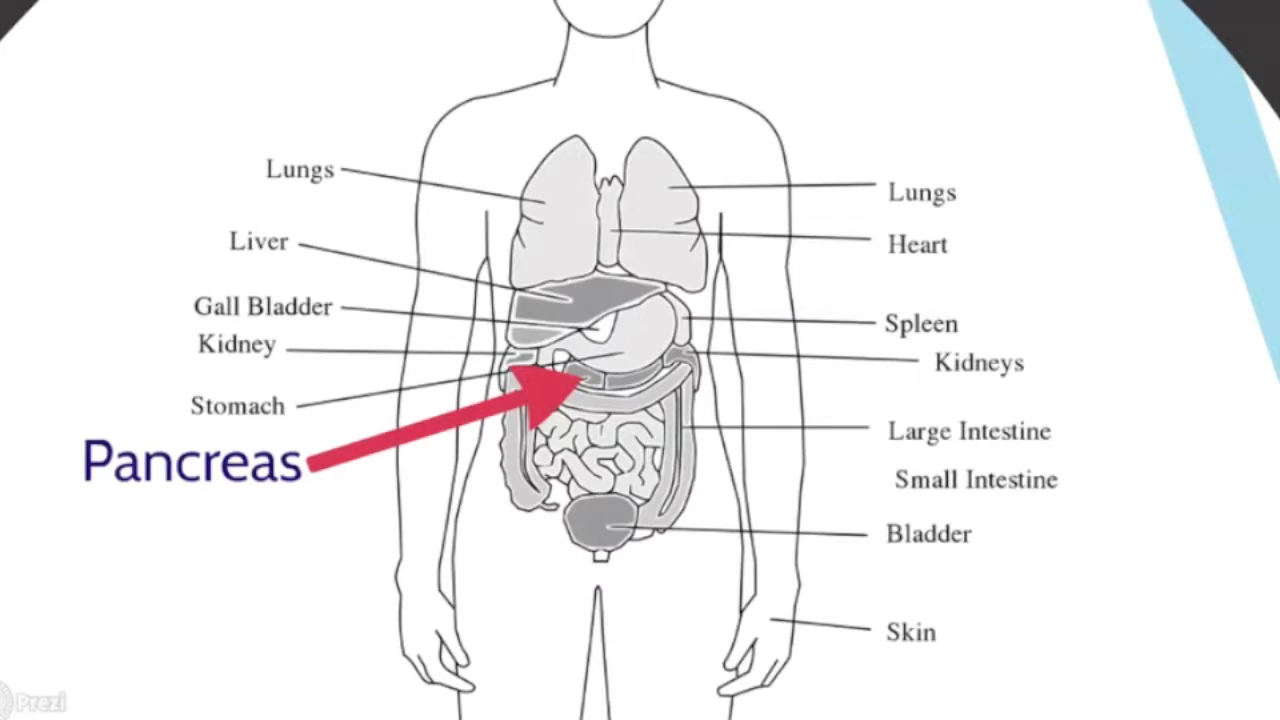 Lungs
Liver
Gall Bladder
Kidney
Stomach
Pancreas
Lungs
Heart
Spleen
Kidneys
Large Intestine
Small Intestine
Bladder
Skin
Prezi